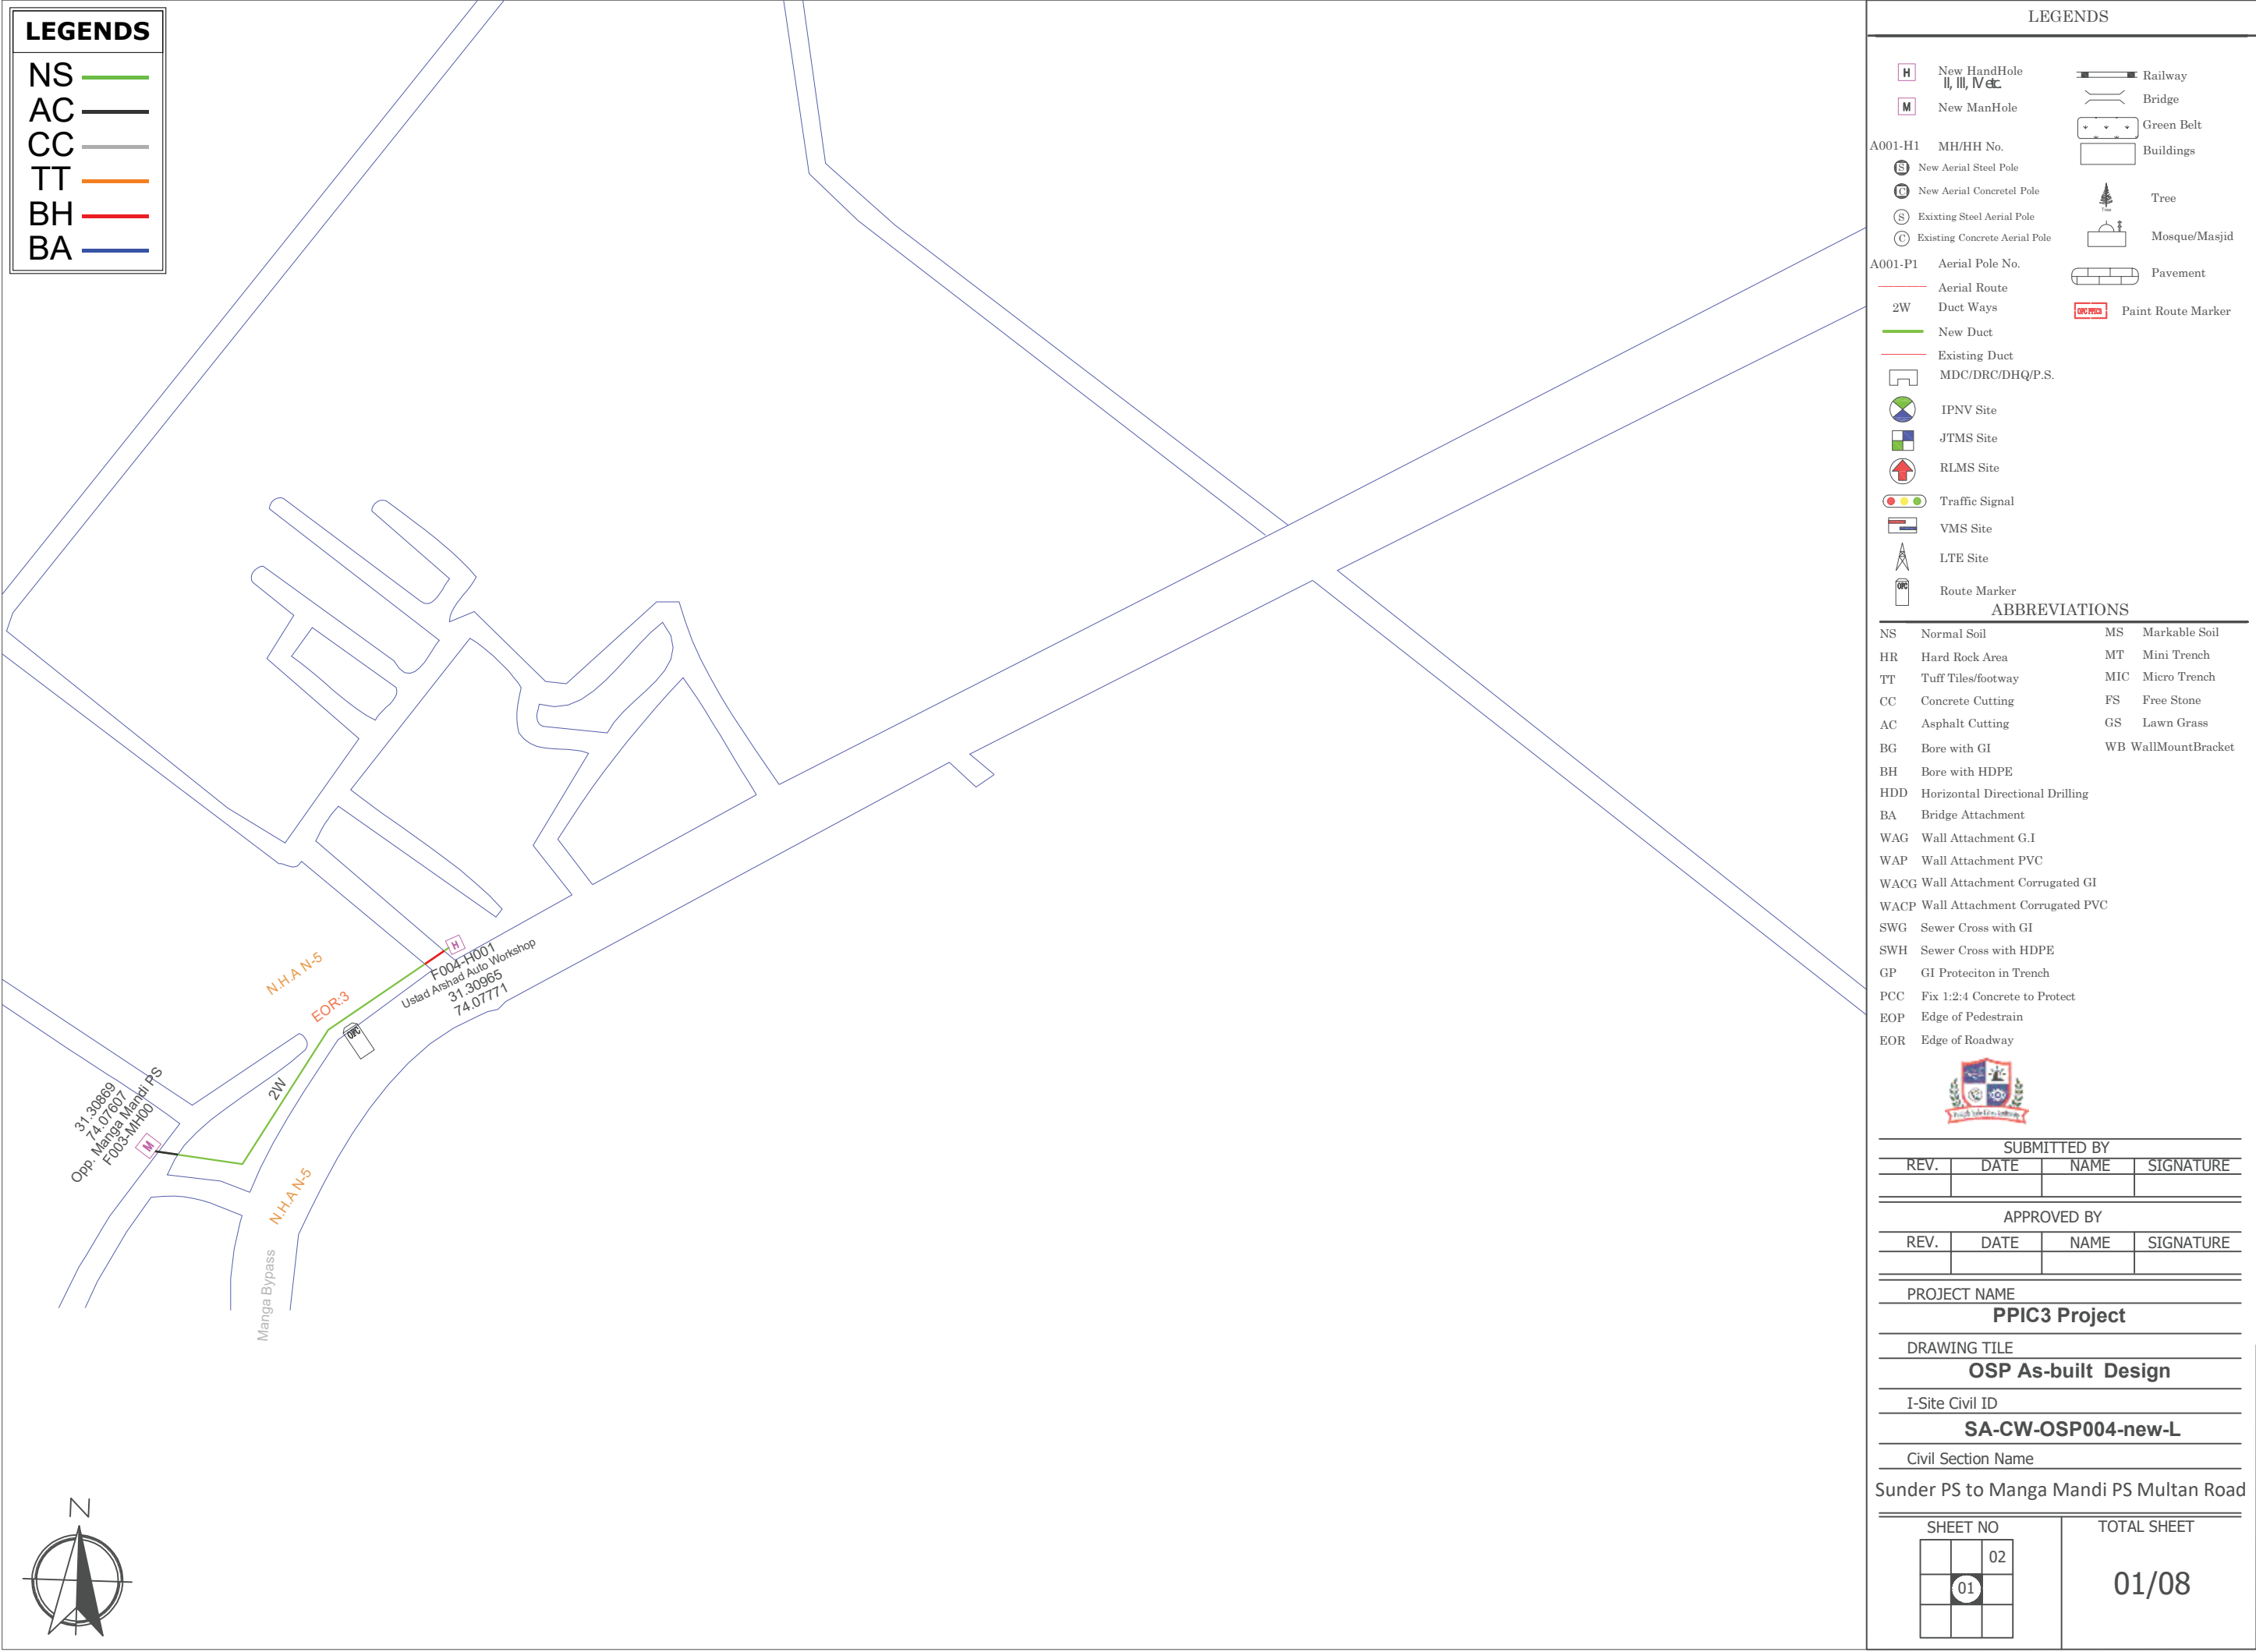 LEGENDS
NS
AC
CC
TT
BH
BA
N.H.A N-5
EOR:3
F004-H001
Ustad Arshad Auto Workshop
31.30965
74.07771
OFC
2W
31.30869
74.07607
Opp. Manga Mandi PS
F003-MH00
M
H
N.H.A N-5
Manga Bypass
N
LEGENDS
H New HandHole
II, III, IV etc.
M New ManHole
A001-H1 MH/HH No.
S New Aerial Steel Pole
C New Aerial Concretel Pole
S Exixting Steel Aerial Pole
C Existing Concrete Aerial Pole
A001-P1 Aerial Pole No.
Aerial Route
2W Duct Ways
New Duct
Existing Duct
MDC/DRC/DHQ/P.S.
IPNV Site
JTMS Site
RLMS Site
Traffic Signal
VMS Site
LTE Site
OFC Route Marker
Railway
Bridge
Green Belt
Buildings
Tree Tree
Mosque/Masjid
Pavement
OFC PPIC3 Paint Route Marker
ABBREVIATIONS
NS Normal Soil
HR Hard Rock Area
TT Tuff Tiles/footway
CC Concrete Cutting
AC Asphalt Cutting
BG Bore with GI
BH Bore with HDPE
HDD Horizontal Directional Drilling
BA Bridge Attachment
WAG Wall Attachment G.I
WAP Wall Attachment PVC
WACG Wall Attachment Corrugated GI
WACP Wall Attachment Corrugated PVC
SWG Sewer Cross with GI
SWH Sewer Cross with HDPE
GP GI Proteciton in Trench
PCC Fix 1:2:4 Concrete to Protect
EOP Edge of Pedestrain
EOR Edge of Roadway
MS Markable Soil
MT Mini Trench
MIC Micro Trench
FS Free Stone
GS Lawn Grass
WB WallMountBracket
SUBMITTED BY
REV. DATE NAME SIGNATURE
APPROVED BY
REV. DATE NAME SIGNATURE
PROJECT NAME
PPIC3 Project
DRAWING TILE
OSP As-built Design
I-Site Civil ID
SA-CW-OSP004-new-L
Civil Section Name
Sunder PS to Manga Mandi PS Multan Road
SHEET NO
02
01
TOTAL SHEET
01/08